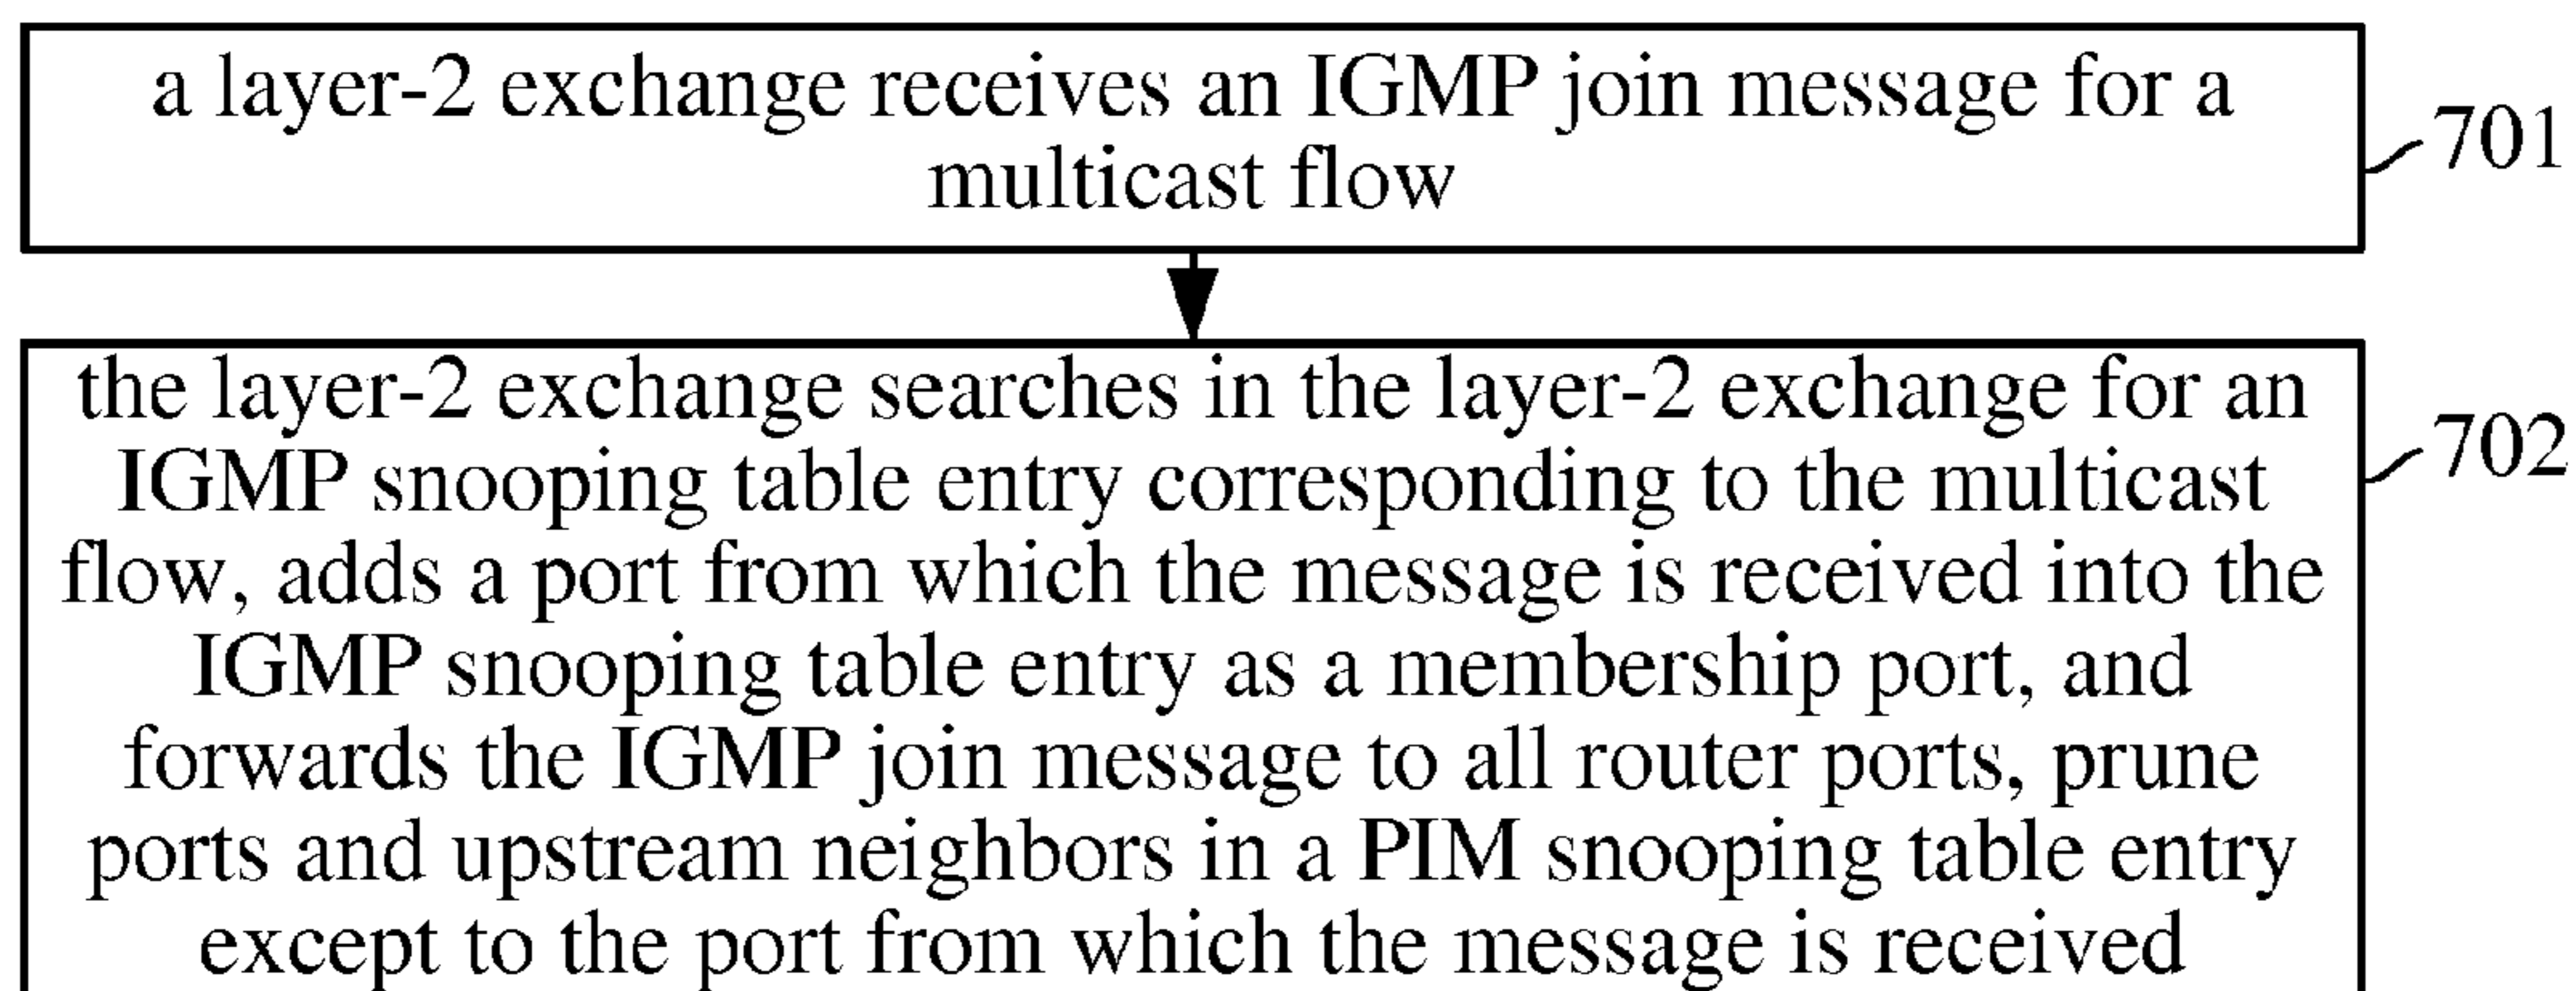 a layer-2 exchange receives an IGMP join message for a
multicast flow
701
the layer-2 exchange searches in the layer-2 exchange for an
IGMP snooping table entry corresponding to the multicast
flow, adds a port from which the message is received into the
IGMP snooping table entry as a membership port, and
forwards the IGMP join message to all router ports, prune
ports and upstream neighbors in a PIM snooping table entry
except to the port from which the message is received
702